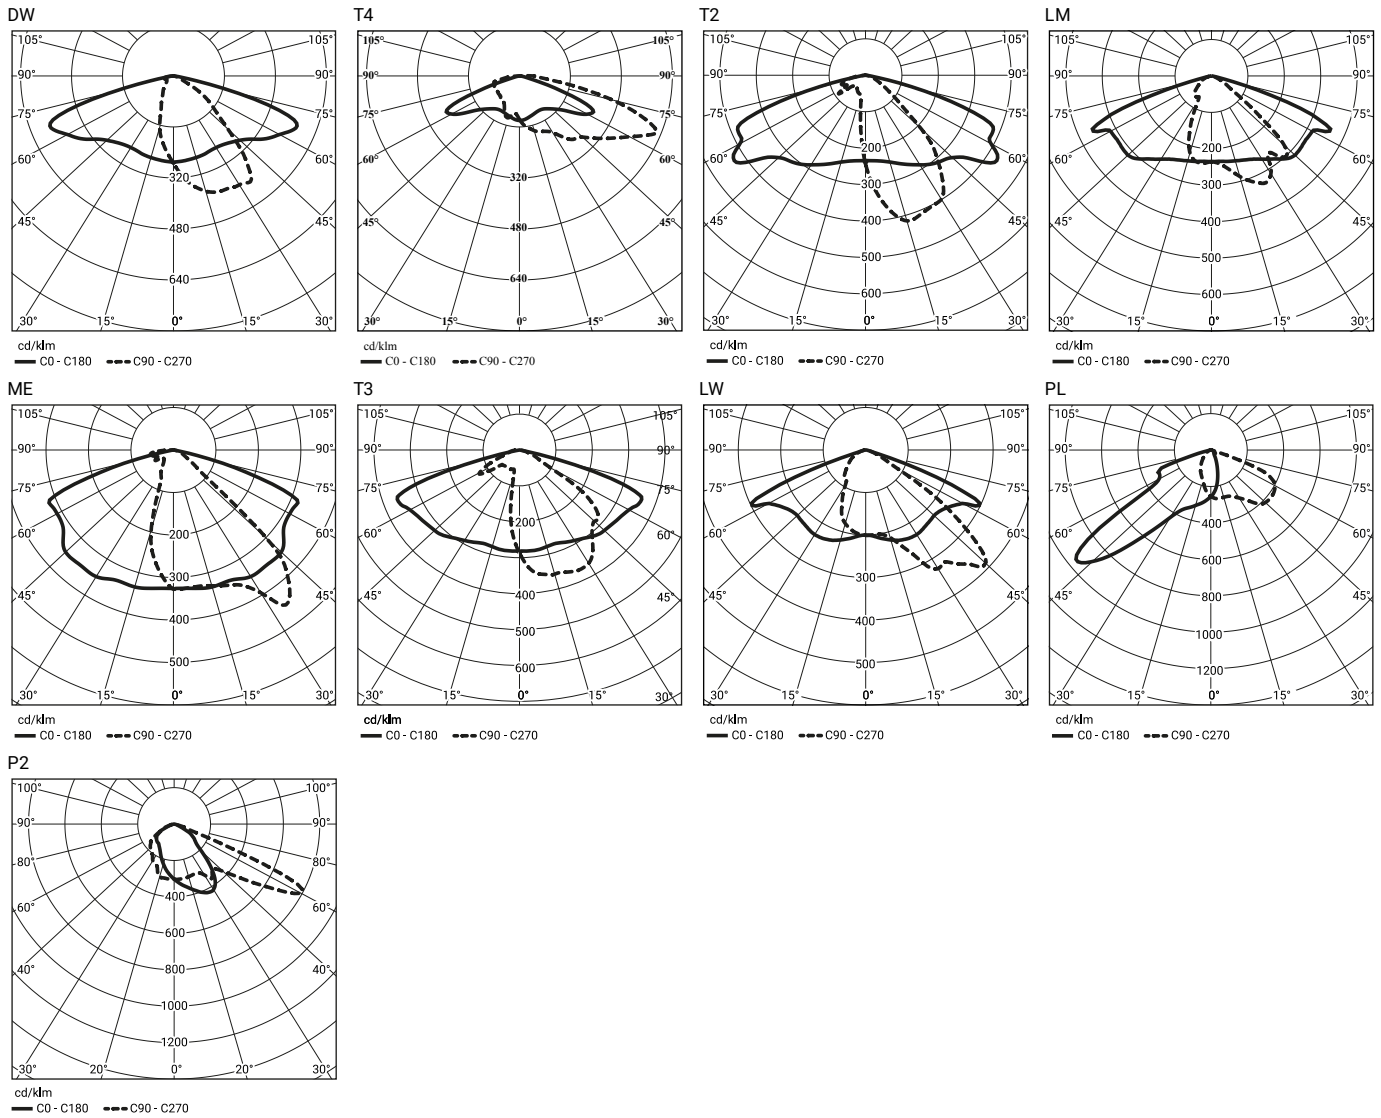 DW T4 T2 LM
105° 105° 105° 105° 105° 105° 105° 105°
90° 90° 90° 90° 90° 90° 90° 90°
75° 75° 75° 75° 75° 75° 75° 75°
200 200
60° 60° 60° 60° 60° 60° 60° 60°
320 320 300 300
45° 45° 45° 45° 45° 45° 45° 45°
480 480 400 400
500 500
640 640 600 600
30° 15° 0° 15° 30° 30° 15° 0° 15° 30° 30° 15° 0° 15° 30° 30° 15° 0° 15° 30°
cd/klm cd/klm cd/klm cd/klm
C0 - C180 C90 - C270 C0 - C180 C90 - C270 C0 - C180 C90 - C270 C0 - C180 C90 - C270
ME T3 LW PL
105° 105° 105° 105° 105° 105° 105° 105°
90° 90° 90° 90° 90° 90° 90° 90°
75° 75° 75° 75° 75° 75° 75° 75°
200 200 400
60° 60° 60° 60° 60° 60° 60° 60°
300 300 600
45° 45° 45° 45° 45° 45° 45° 45°
400 400 400 800
500 500 500 1000
600 1200
30° 15° 0° 15° 30° 30° 15° 0° 15° 30° 30° 15° 0° 15° 30° 30° 15° 0° 15° 30°
cd/klm cd/klm cd/klm cd/klm
C0 - C180 C90 - C270 C0 - C180 C90 - C270 C0 - C180 C90 - C270 C0 - C180 C90 - C270
P2
100° 100°
90° 90°
80° 80°
400
60° 60°
600
40° 800 40°
1000
1200
30° 20° 0° 20° 30°
cd/klm
C0 - C180 C90 - C270